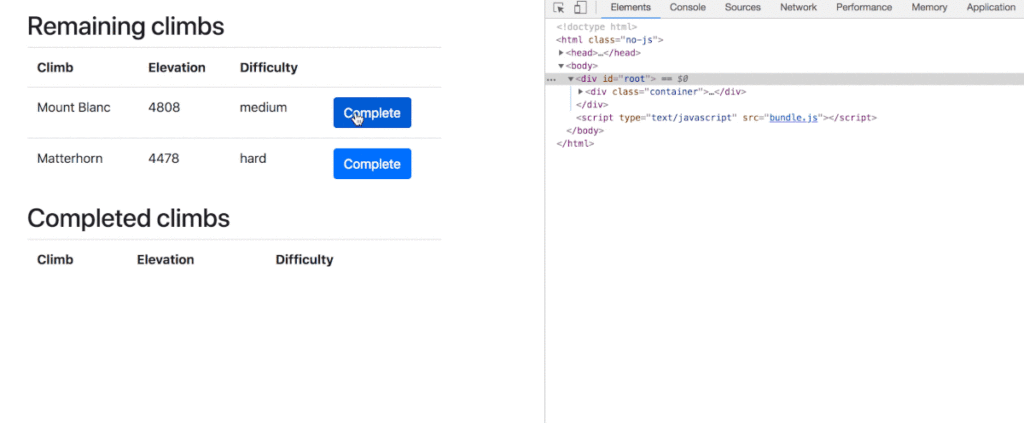 Remaining climbs
Climb Elevation Difficulty
Mount Blanc 4808 medium Complete
Matterhorn 4478 hard Complete
Completed climbs
Climb Elevation Difficulty
Elements Console Sources Network Performance Memory Application
<!doctype html>
<html class="no-js">
▶<head>…</head>
▼<body>
… ▼<div id="root"> == $0
▶<div class="container">…</div>
</div>
<script type="text/javascript" src="bundle.js"></script>
</body>
</html>